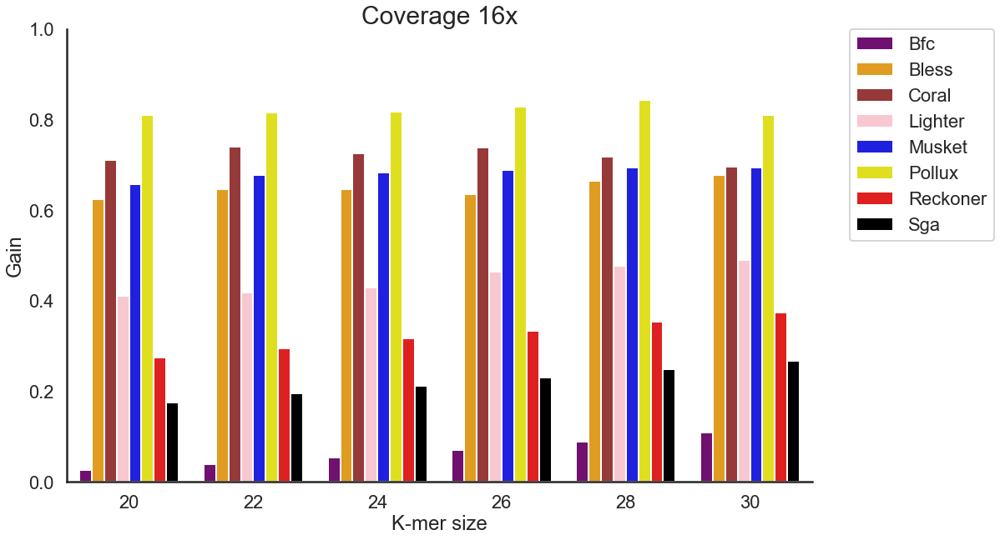 Coverage 16x
1.0
0.8
0.6
0.4
0.2
0.0
Gain
20 22 24 26 28 30
K-mer size
Bfc
Bless
Coral
Lighter
Musket
Pollux
Reckoner
Sga